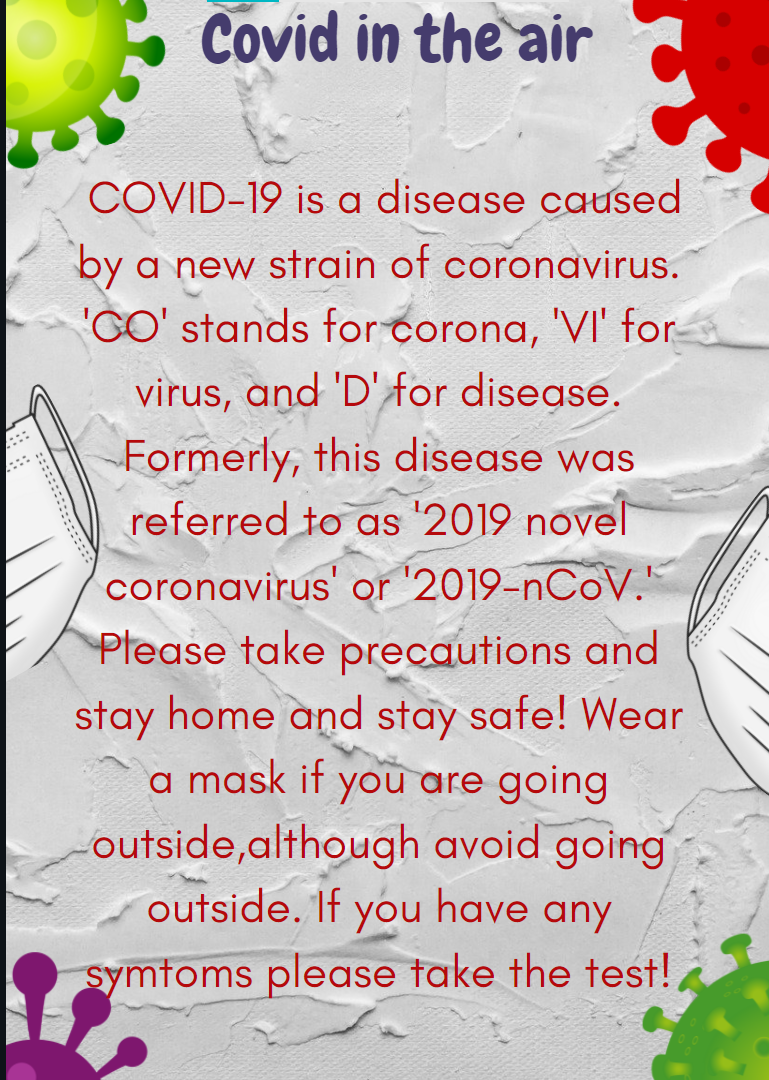 Covid in the air
COVID-19 is a disease caused
by a new strain of coronavirus.
'CO' stands for corona, 'VI' for
virus, and 'D' for disease.
Formerly, this disease was
referred to as '2019 novel
coronavirus' or '2019-nCoV.'
Please take precautions and
stay home and stay safe! Wear
a mask if you are going
outside,although avoid going
outside. If you have any
symtoms please take the test!